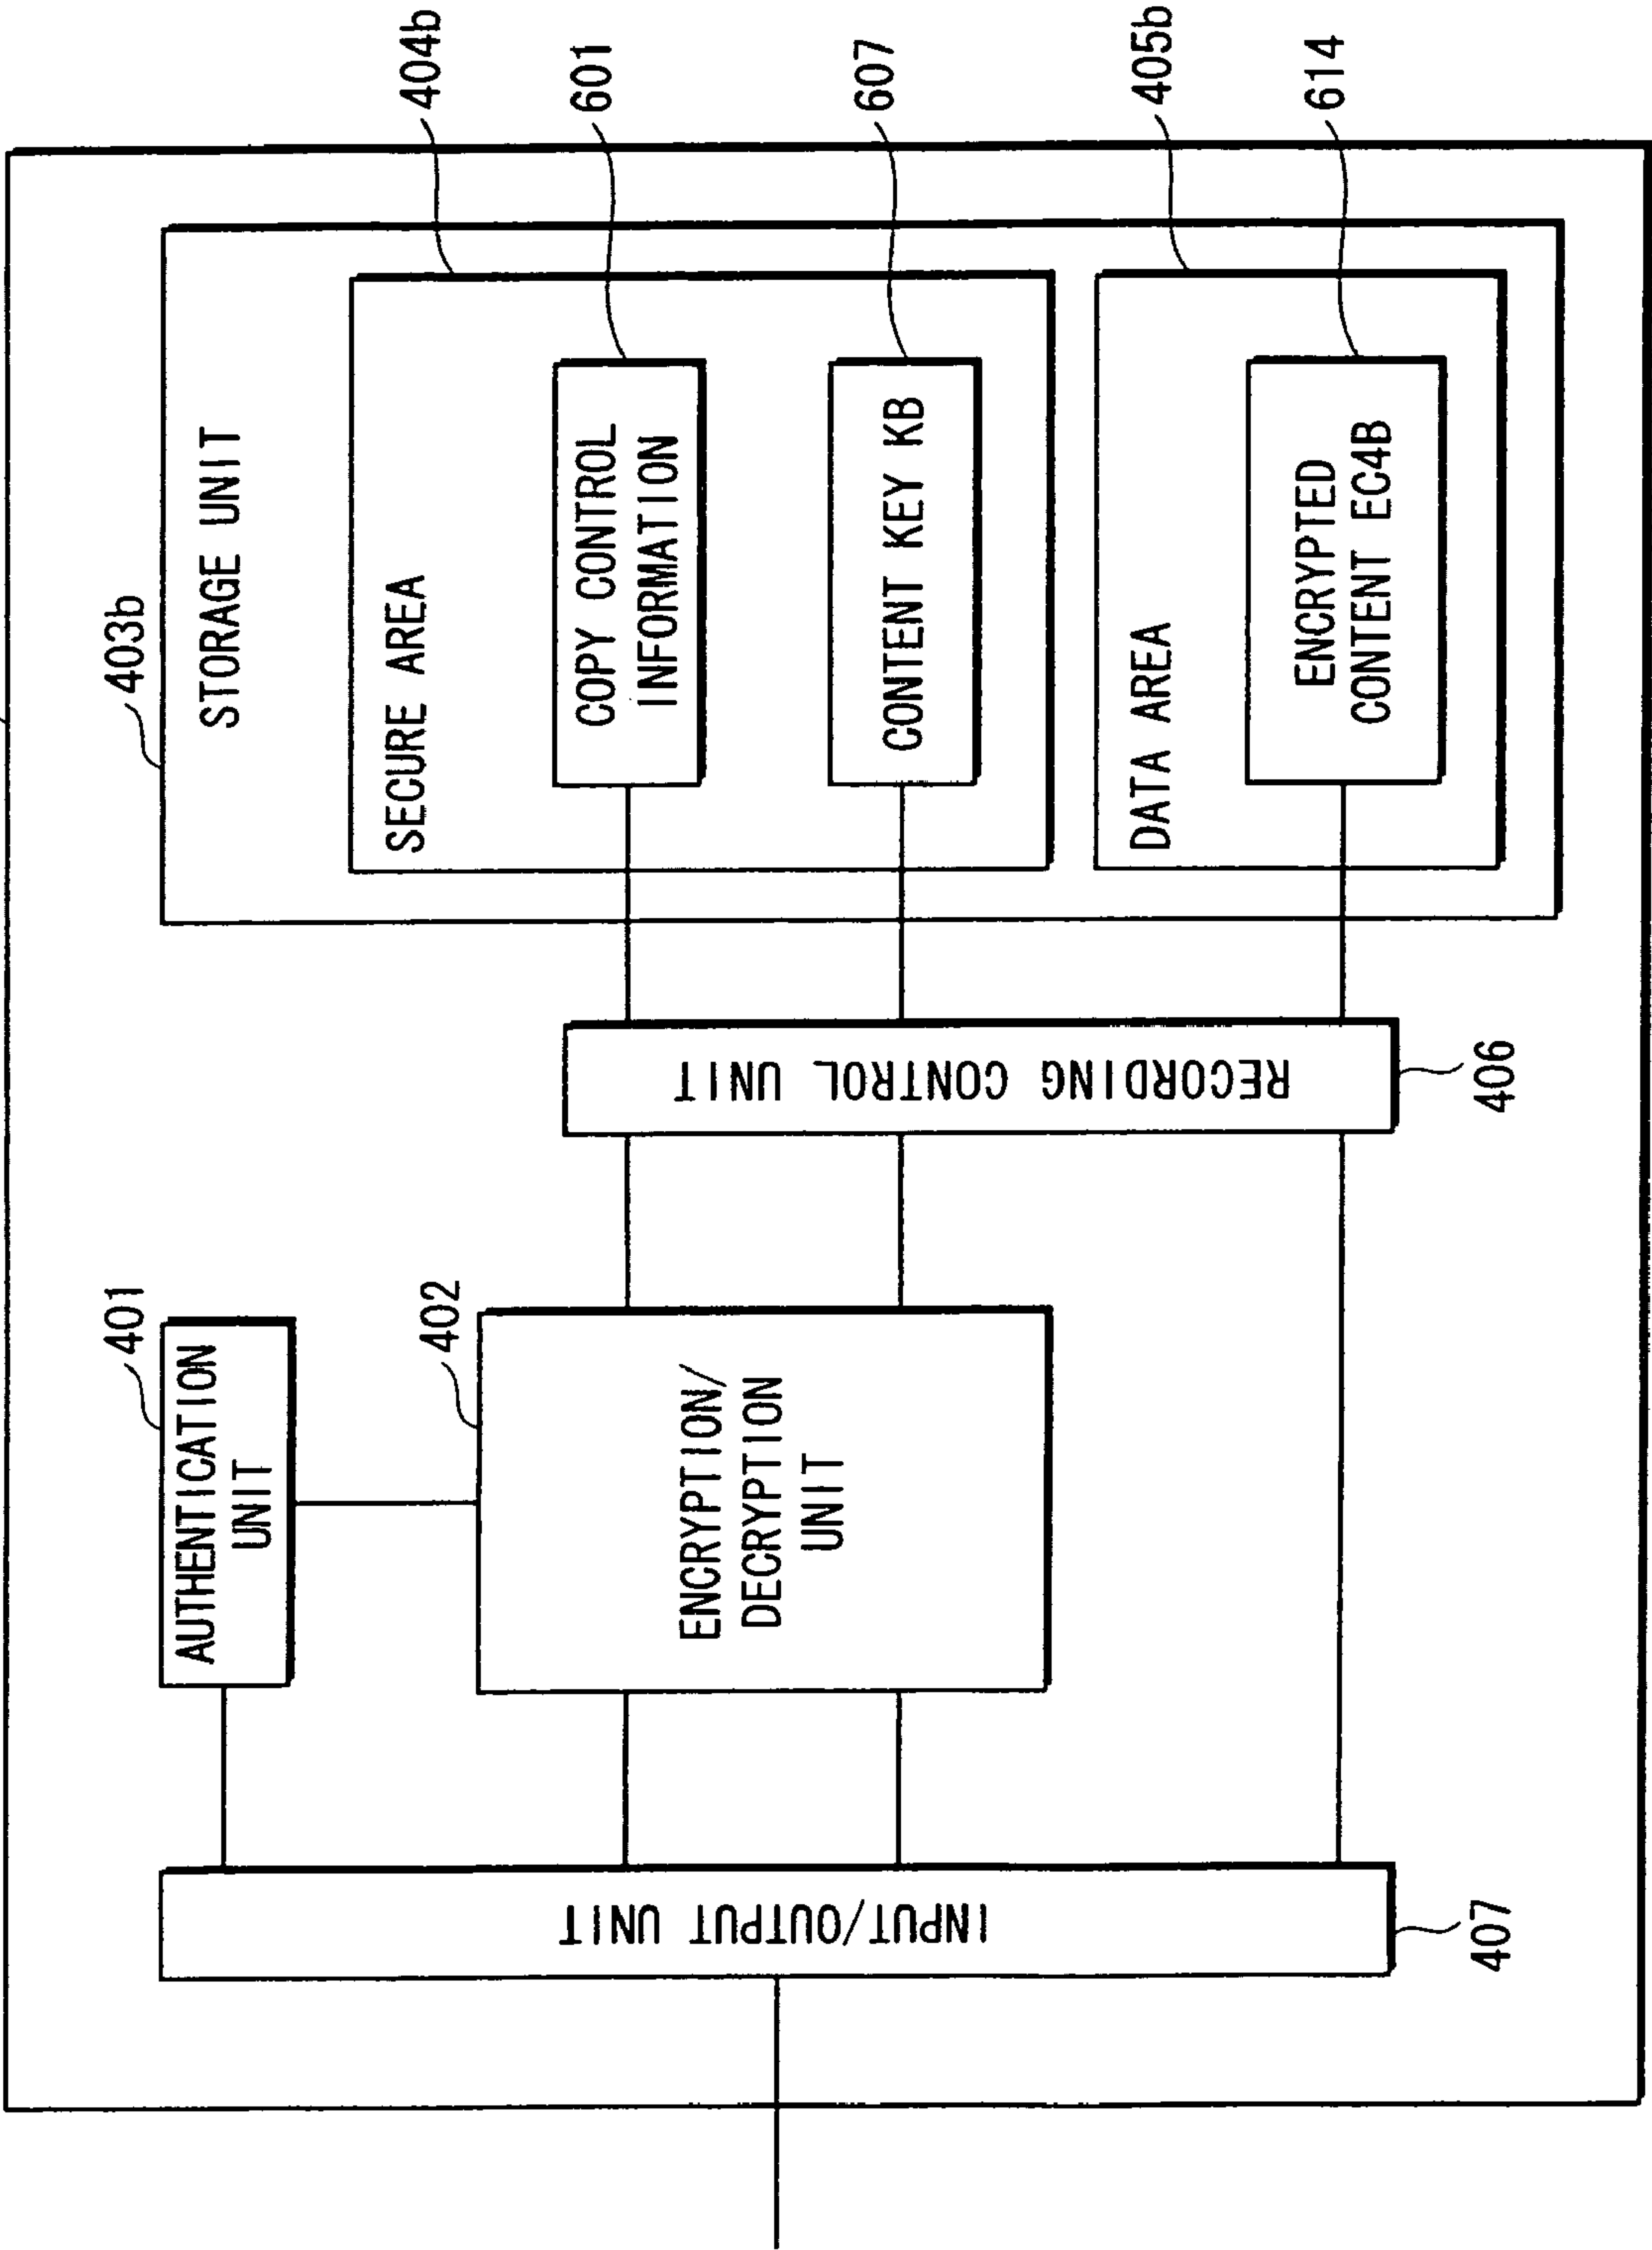 403b
STORAGE UNIT
404b
SECURE AREA
601
COPY CONTROL
INFORMATION
607
CONTENT KEY KB
405b
DATA AREA
614
ENCRYPTED
CONTENT EC4B
401
AUTHENTICATION
UNIT
402
ENCRYPTION/
DECRYPTION
UNIT
RECORDING CONTROL UNIT
406
INPUT/OUTPUT UNIT
407